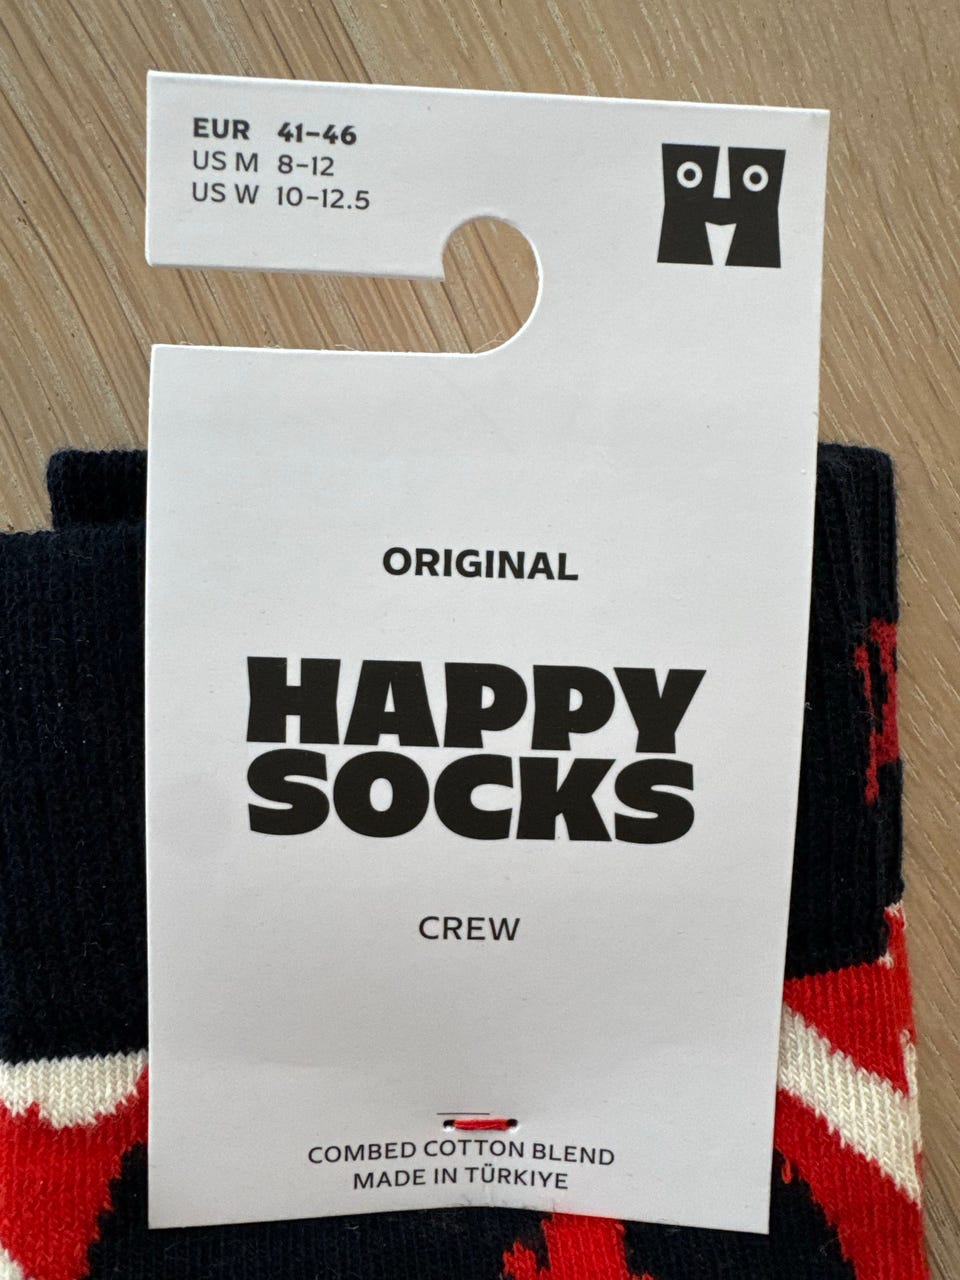 EUR 41–46
US M 8–12
US W 10–12.5
ORIGINAL
HAPPY
SOCKS
CREW
COMBED COTTON BLEND
MADE IN TÜRKIYE